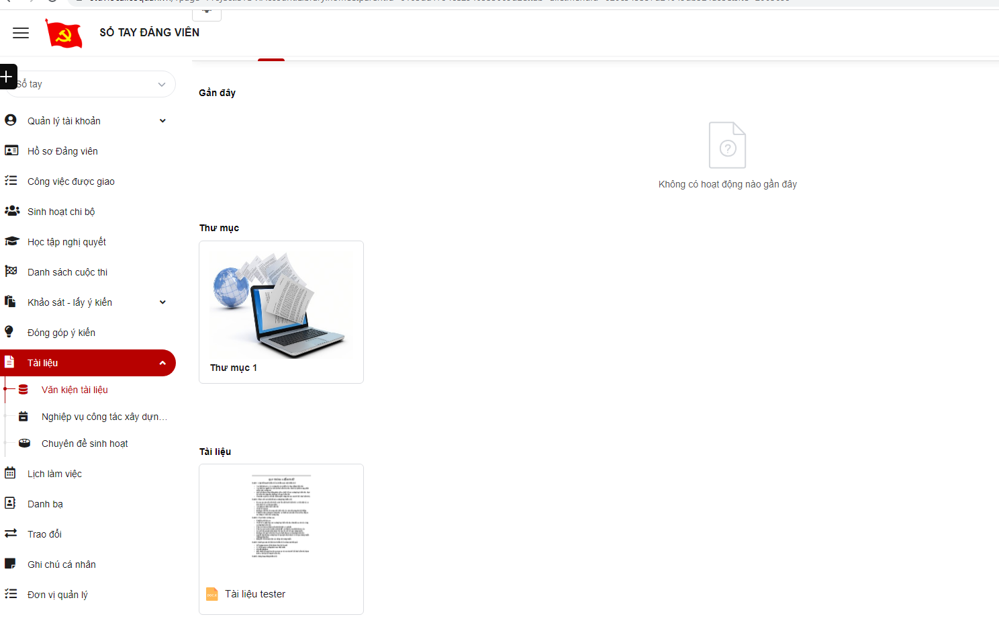 SỔ TAY ĐẢNG VIÊN
Sổ tay
Quản lý tài khoản
Hồ sơ Đảng viên
Công việc được giao
Sinh hoạt chi bộ
Học tập nghị quyết
Danh sách cuộc thi
Khảo sát - lấy ý kiến
Đóng góp ý kiến
Tài liệu
Văn kiện tài liệu
Nghiệp vụ công tác xây dựn...
Chuyên đề sinh hoạt
Lịch làm việc
Danh bạ
Trao đổi
Ghi chú cá nhân
Đơn vị quản lý
Gần đây
Không có hoạt động nào gần đây
Thư mục
Thư mục 1
Tài liệu
Tài liệu tester